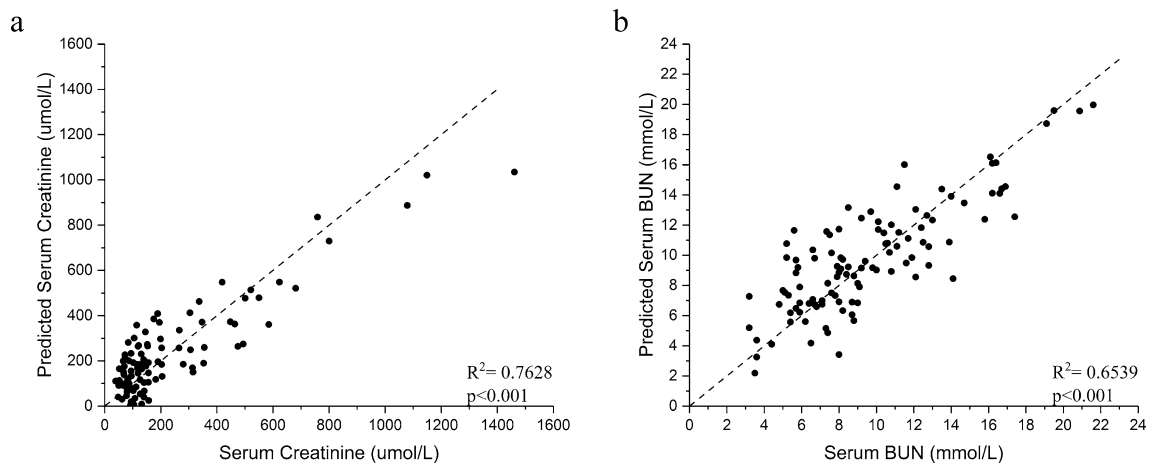 a
1600
1400
1200
1000
800
600
400
200
0
Predicted Serum Creatinine (umol/L)
0 200 400 600 800 1000 1200 1400 1600
Serum Creatinine (umol/L)
R²= 0.7628
p<0.001
b
24
22
20
18
16
14
12
10
8
6
4
2
0
Predicted Serum BUN (mmol/L)
0 2 4 6 8 10 12 14 16 18 20 22 24
Serum BUN (mmol/L)
R²= 0.6539
p<0.001